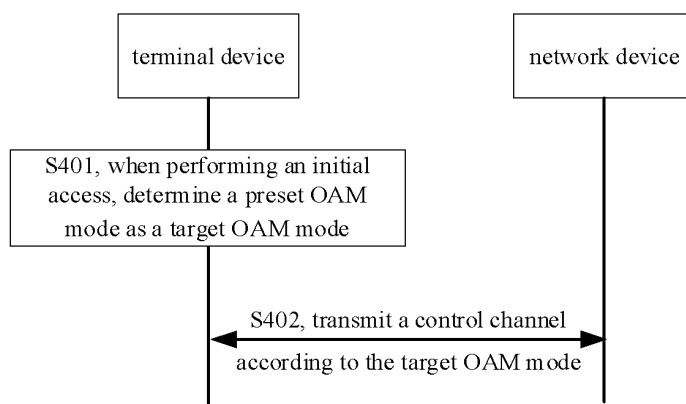 terminal device
network device
S401, when performing an initial
access, determine a preset OAM
mode as a target OAM mode
S402, transmit a control channel
according to the target OAM mode